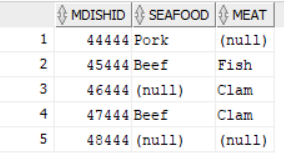 MDISHID SEAFOOD MEAT
1 44444 Pork (null)
2 45444 Beef Fish
3 46444 (null) Clam
4 47444 Beef Clam
5 48444 (null) (null)